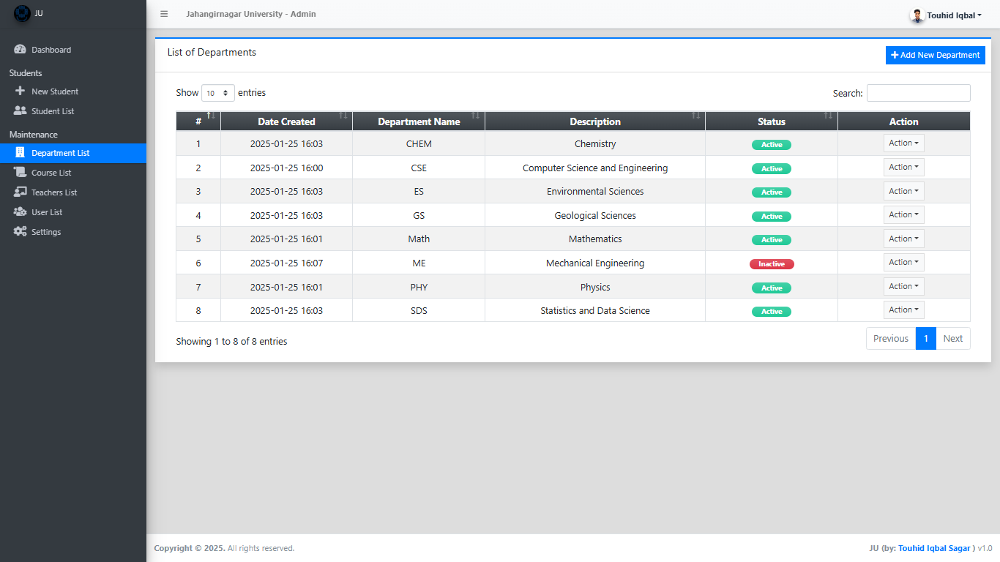 JU
Jahangirnagar University - Admin
Touhid Iqbal
Dashboard
Students
New Student
Student List
Maintenance
Department List
Course List
Teachers List
User List
Settings
List of Departments
Add New Department
Show 10 entries
Search:
# Date Created Department Name Description Status Action
1 2025-01-25 16:03 CHEM Chemistry Active Action
2 2025-01-25 16:00 CSE Computer Science and Engineering Active Action
3 2025-01-25 16:03 ES Environmental Sciences Active Action
4 2025-01-25 16:03 GS Geological Sciences Active Action
5 2025-01-25 16:01 Math Mathematics Active Action
6 2025-01-25 16:07 ME Mechanical Engineering Inactive Action
7 2025-01-25 16:01 PHY Physics Active Action
8 2025-01-25 16:03 SDS Statistics and Data Science Active Action
Showing 1 to 8 of 8 entries
Previous 1 Next
Copyright © 2025. All rights reserved.
JU (by: Touhid Iqbal Sagar ) v1.0